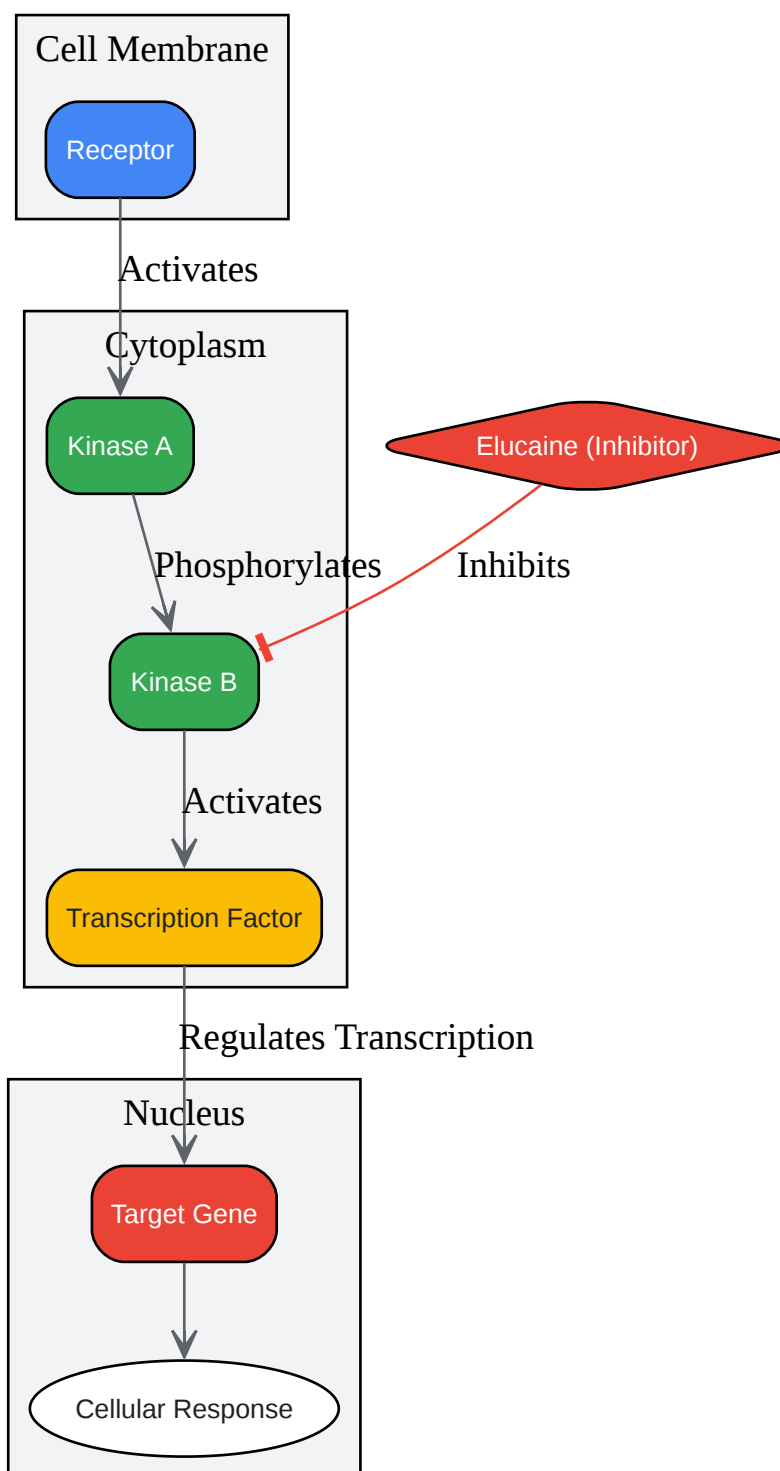 Cell Membrane
Receptor
Activates
Cytoplasm
Kinase A
Elucaine (Inhibitor)
Phosphorylates
Inhibits
Kinase B
Activates
Transcription Factor
Regulates Transcription
Nucleus
Target Gene
Cellular Response